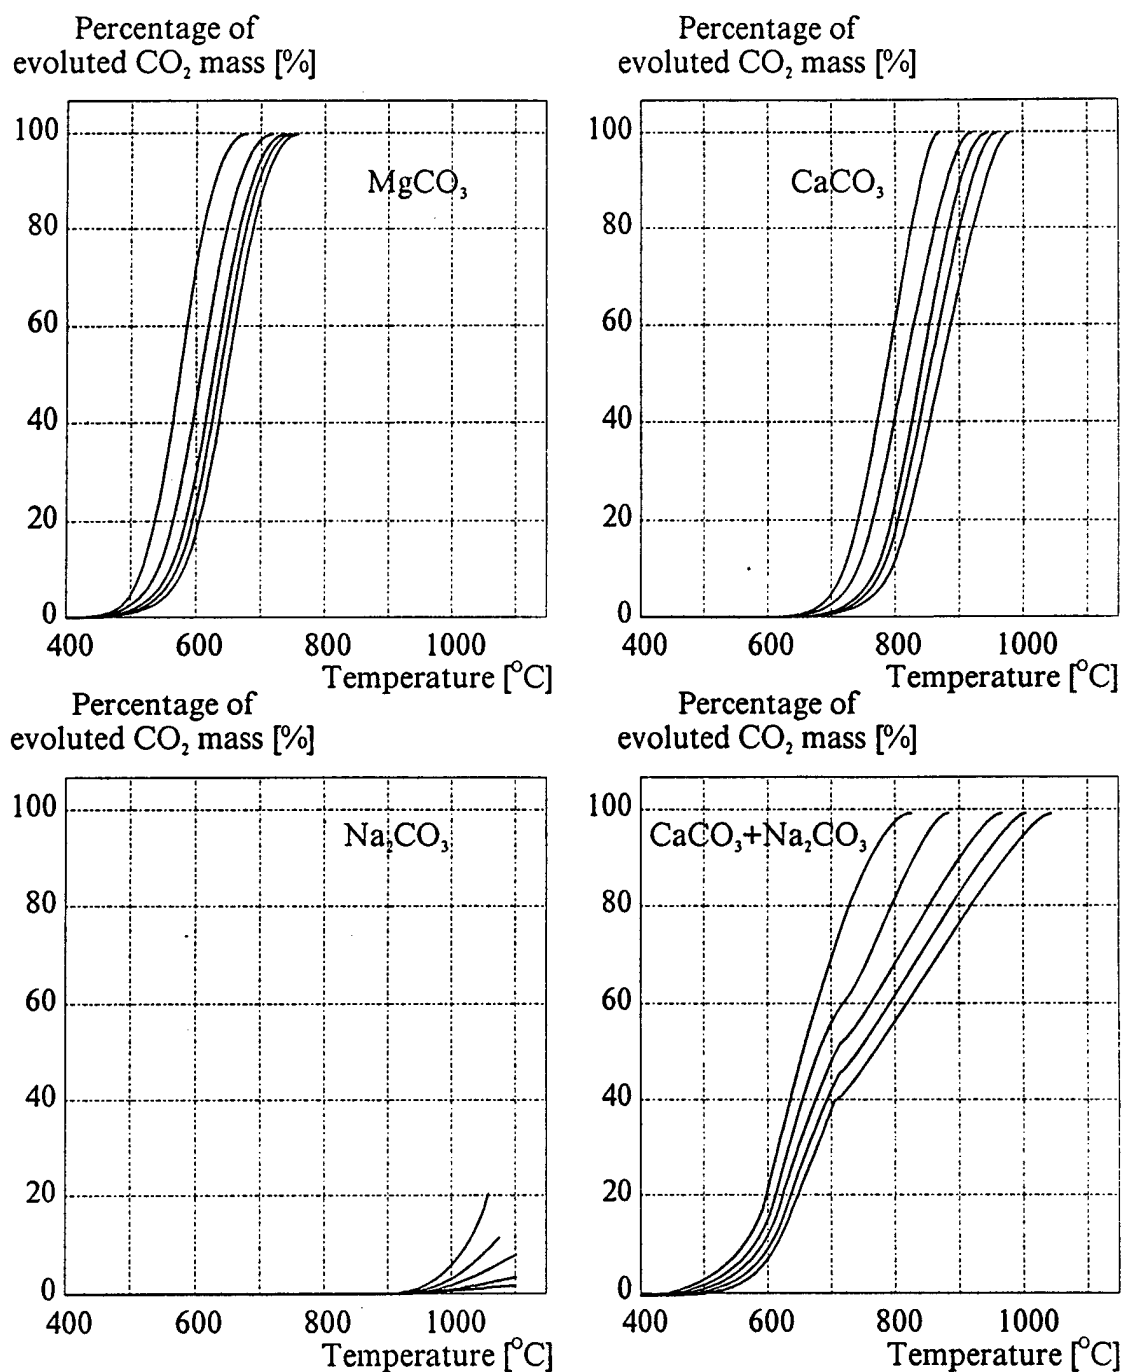 Percentage of
evoluted CO₂ mass [%]
100
80
60
40
20
0
MgCO₃
400 600 800 1000
Temperature [°C]
Percentage of
evoluted CO₂ mass [%]
100
80
60
40
20
0
CaCO₃
400 600 800 1000
Temperature [°C]
Percentage of
evoluted CO₂ mass [%]
100
80
60
40
20
0
Na₂CO₃
400 600 800 1000
Temperature [°C]
Percentage of
evoluted CO₂ mass [%]
100
80
60
40
20
0
CaCO₃+Na₂CO₃
400 600 800 1000
Temperature [°C]